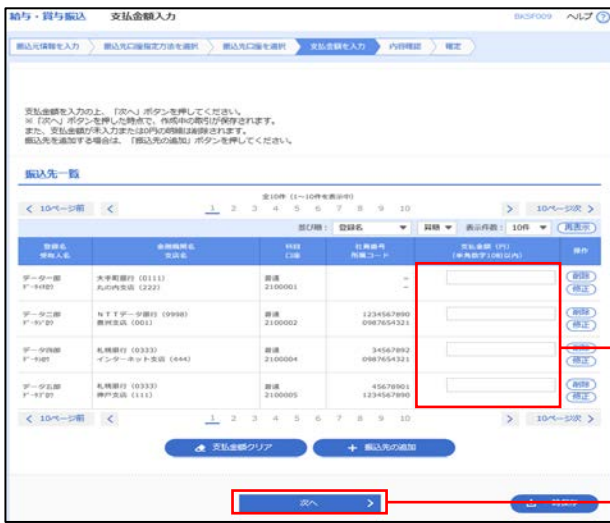 給与・賞与振込 支払金額入力 BKSF009 ヘルプ ?
振込元情報を入力 振込先口座指定方法を選択 振込先口座を選択 支払金額を入力 内容確認 確定
支払金額を入力の上、「次へ」ボタンを押してください。
※「次へ」ボタンを押した時点で、作成中の取引が保存されます。
また、支払金額が未入力または0円の明細は削除されます。
振込先を追加する場合は、「振込先の追加」ボタンを押してください。
振込先一覧
全10件（1～10件を表示中）
< 10ページ前 < 1 2 3 4 5 6 7 8 9 10 > 10ページ次 >
並び順： 登録名 ▼ 昇順 ▼ 表示件数： 10件 ▼ 再表示
登録名 金融機関名 科目 社員番号 支払金額（円） 操作
受取人名 支店名 口座 所属コード （半角数字10桁以内）
データ一郎 大手町銀行（0111） 普通 － 削除
丸の内支店（222） 2100001 － 修正
データ二郎 NTTデータ銀行（9998） 普通 1234567890 削除
豊洲支店（001） 2100002 0987654321 修正
データ四郎 札幌銀行（0333） 普通 34567892 削除
インターネット支店（444） 2100004 0987654321 修正
データ五郎 札幌銀行（0333） 普通 45678901 削除
神戸支店（111） 2100005 1234567890 修正
< 10ページ前 < 1 2 3 4 5 6 7 8 9 10 > 10ページ次 >
支払金額クリア ＋ 振込先の追加
次へ > 一時保存